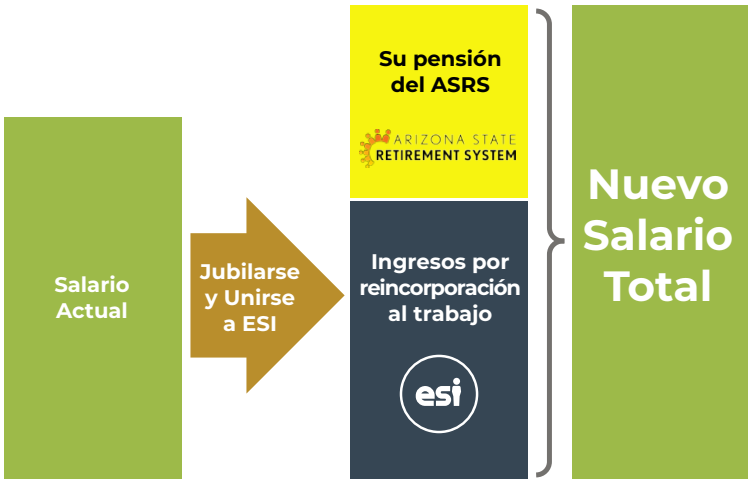 Salario
Actual
Jubilarse
y Unirse
a ESI
Su pensión
del ASRS
ARIZONA STATE
RETIREMENT SYSTEM
Ingresos por
reincorporación
al trabajo
esi
Nuevo
Salario
Total